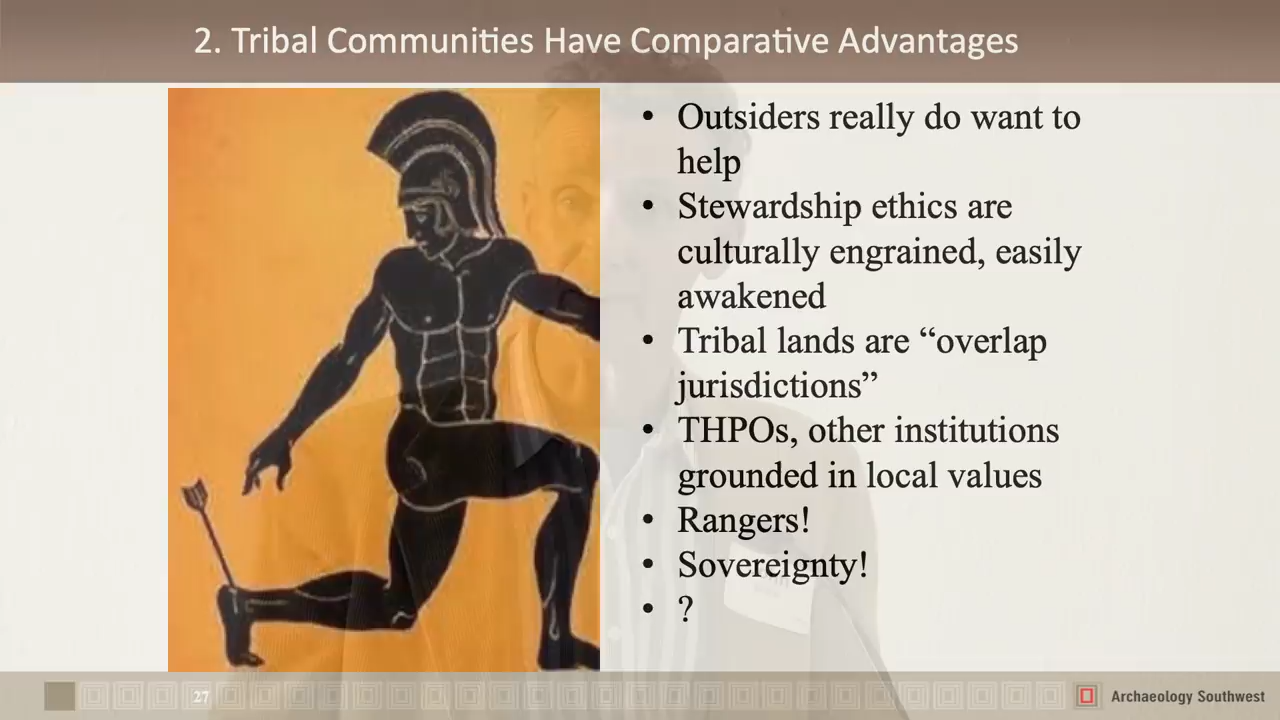 2. Tribal Communities Have Comparative Advantages
• Outsiders really do want to
help
• Stewardship ethics are
culturally engrained, easily
awakened
• Tribal lands are “overlap
jurisdictions”
• THPOs, other institutions
grounded in local values
• Rangers!
• Sovereignty!
• ?
27
Archaeology Southwest